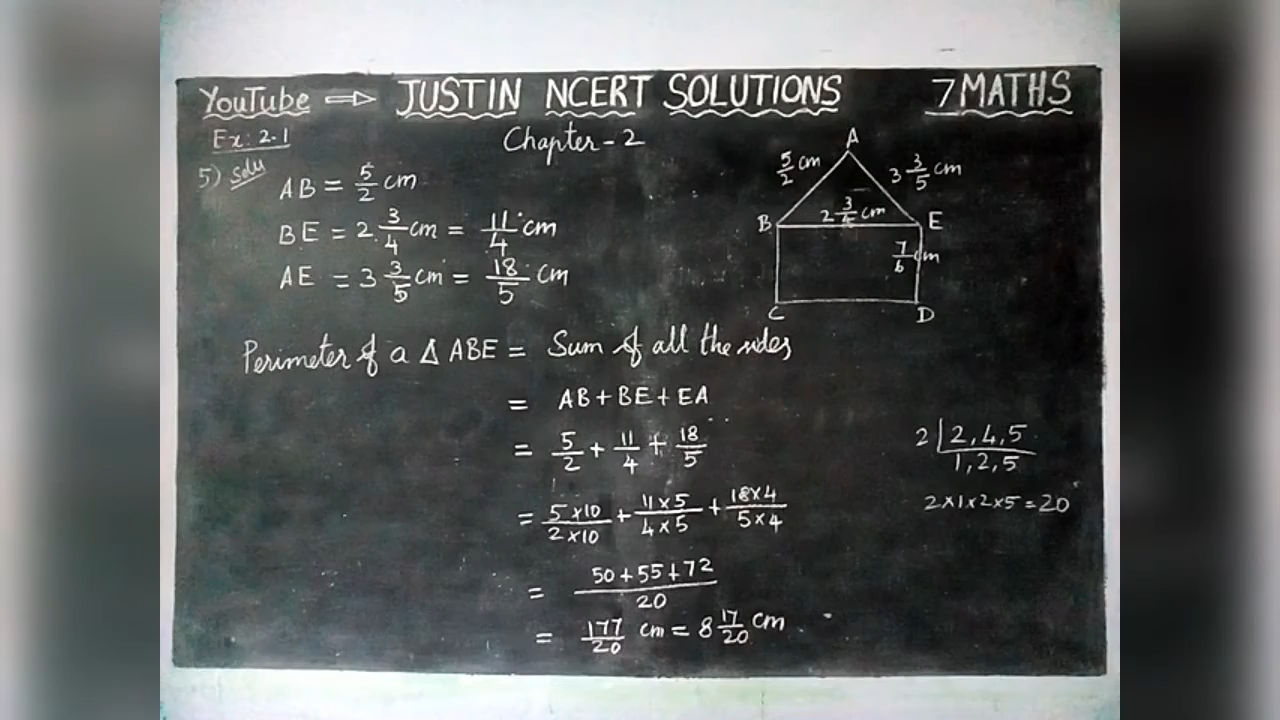 YouTube ⇨ JUSTIN NCERT SOLUTIONS 7 MATHS
Ex: 2.1 Chapter - 2
5) Solu
AB = 5/2 cm
BE = 2 3/4 cm = 11/4 cm
AE = 3 3/5 cm = 18/5 cm
A
5/2 cm 3 3/5 cm
B 2 3/4 cm E
7/6 cm
C D
Perimeter of a Δ ABE = Sum of all the sides
= AB + BE + EA
= 5/2 + 11/4 + 18/5
= 5×10/2×10 + 11×5/4×5 + 18×4/5×4
= 50+55+72/20
= 177/20 cm = 8 17/20 cm
2 | 2, 4, 5
1, 2, 5
2×1×2×5 = 20